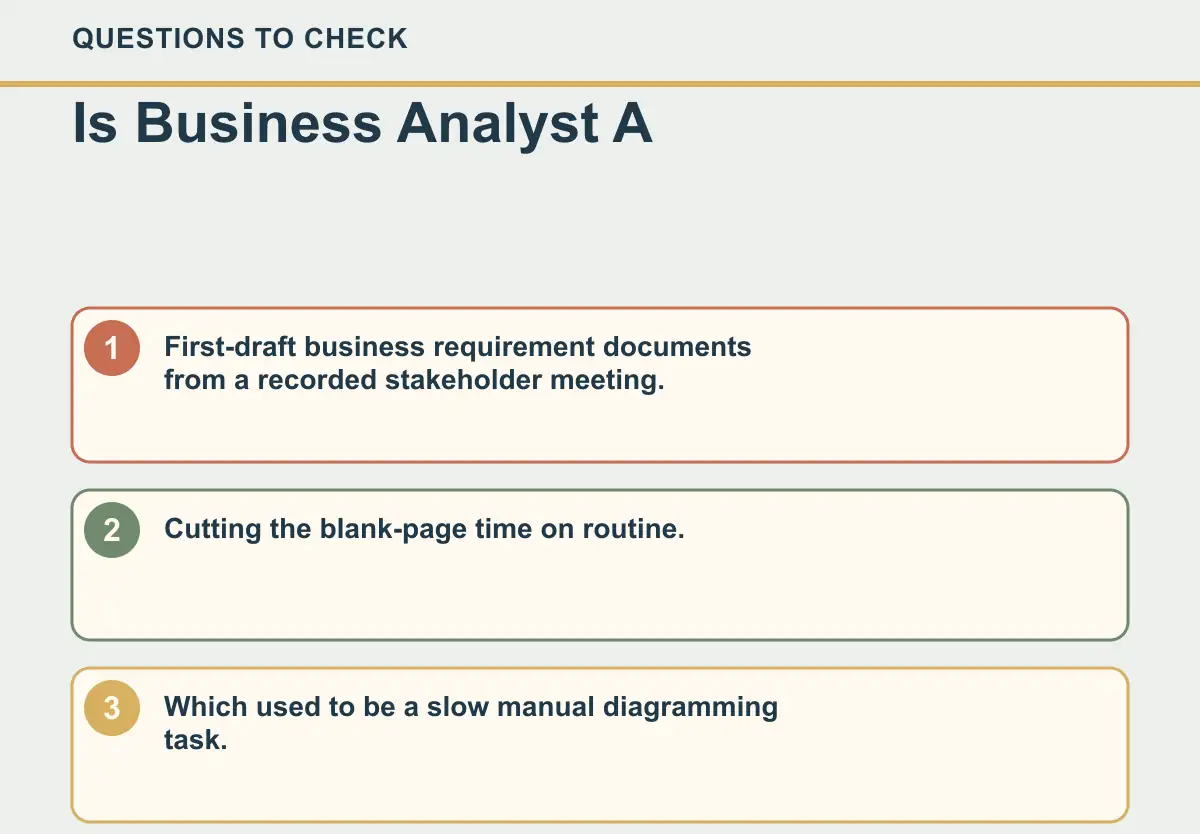 QUESTIONS TO CHECK
Is Business Analyst A
1
First-draft business requirement documents
from a recorded stakeholder meeting.
2
Cutting the blank-page time on routine.
3
Which used to be a slow manual diagramming
task.